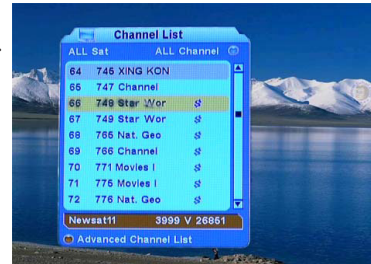 Channel List
ALL Sat ALL Channel
64 745 XING KON
65 747 Channel
66 749 Star Wor $
67 749 Star Wor $
68 765 Nat. Geo $
69 766 Channel $
70 771 Movies I $
71 775 Movies I $
72 776 Nat. Geo $
Newsat11 3999 V 26851
Advanced Channel List